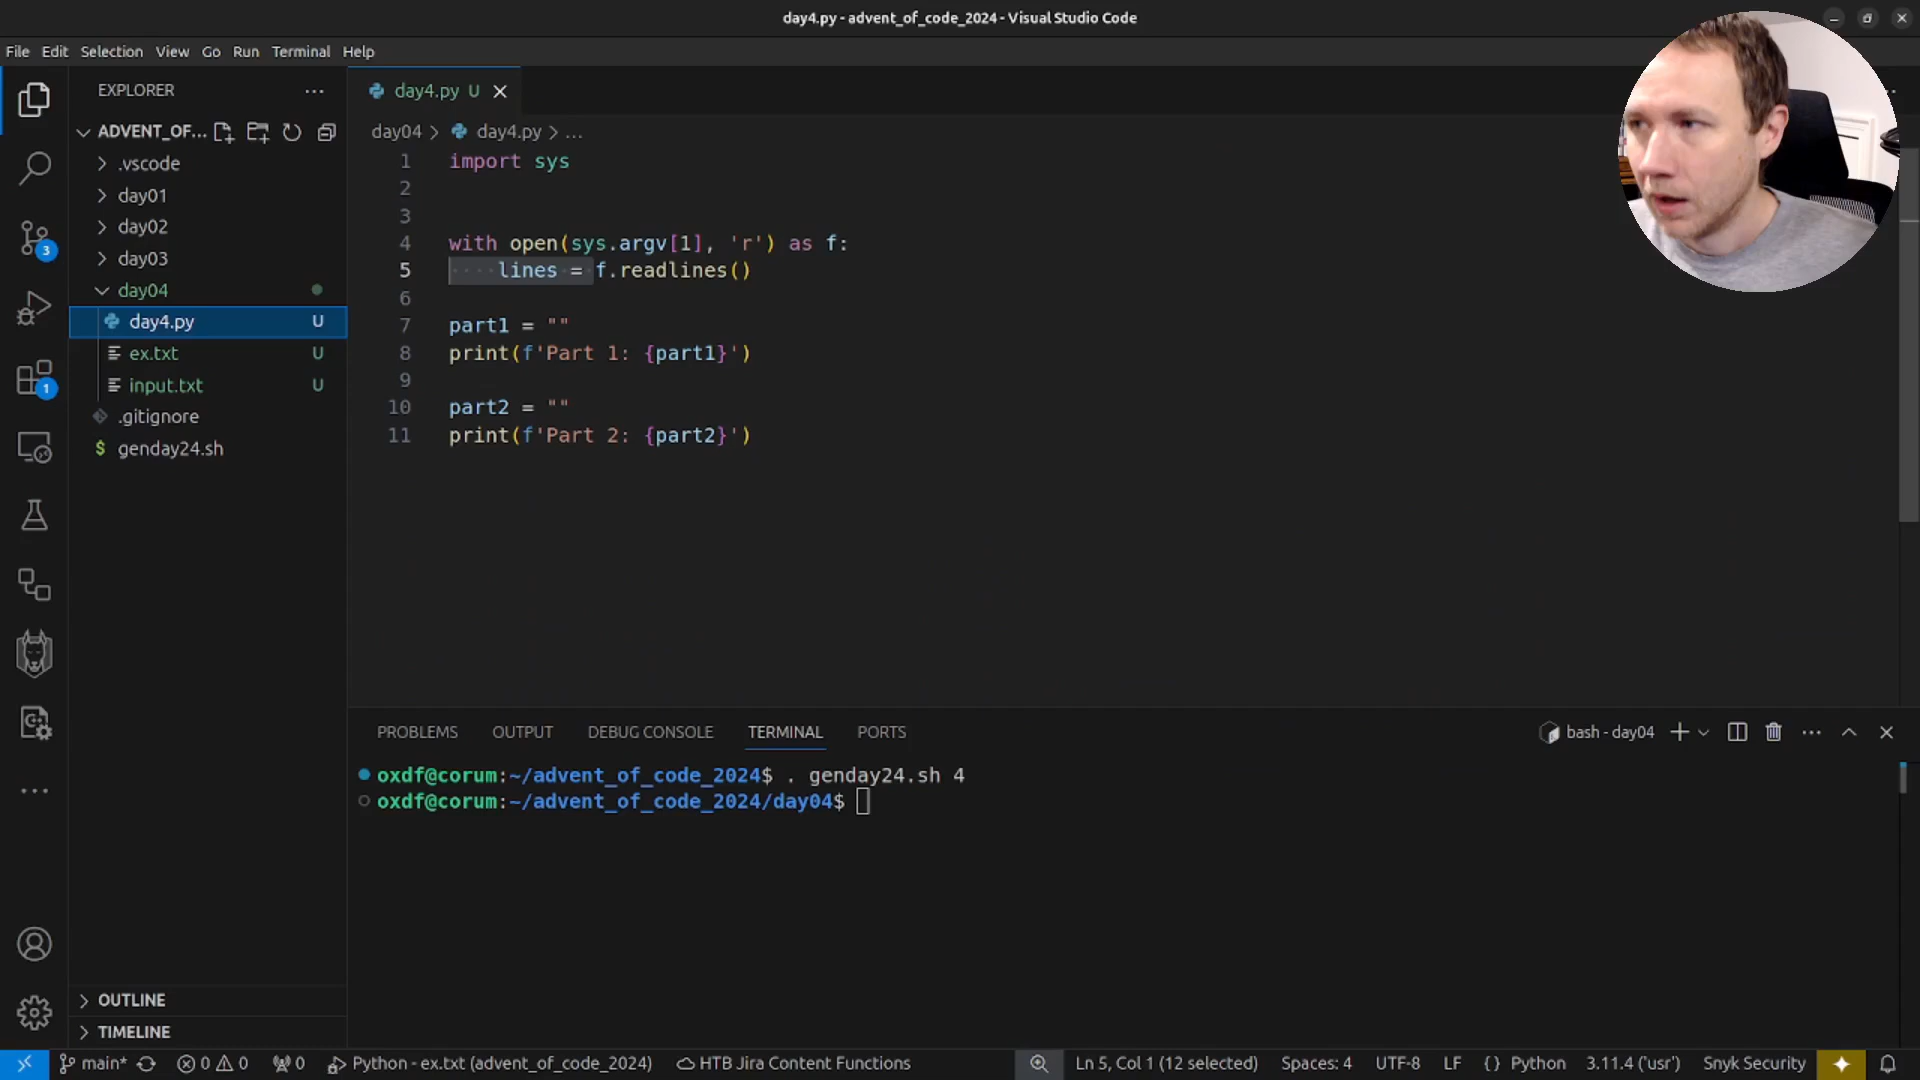 day4.py - advent_of_code_2024 - Visual Studio Code
File Edit Selection View Go Run Terminal Help
EXPLORER ...
day4.py U
ADVENT_OF...
day04 > day4.py > ...
.vscode
day01
day02
day03
day04
day4.py U
ex.txt U
input.txt U
.gitignore
$ genday24.sh
1 import sys
2
3
4 with open(sys.argv[1], 'r') as f:
5 ····lines·=·f.readlines()
6
7 part1 = ""
8 print(f'Part 1: {part1}')
9
10 part2 = ""
11 print(f'Part 2: {part2}')
3
1
PROBLEMS OUTPUT DEBUG CONSOLE TERMINAL PORTS
bash - day04
oxdf@corum:~/advent_of_code_2024$ . genday24.sh 4
oxdf@corum:~/advent_of_code_2024/day04$
OUTLINE
TIMELINE
main* 0 0 0 Python - ex.txt (advent_of_code_2024) HTB Jira Content Functions Ln 5, Col 1 (12 selected) Spaces: 4 UTF-8 LF {} Python 3.11.4 ('usr') Snyk Security